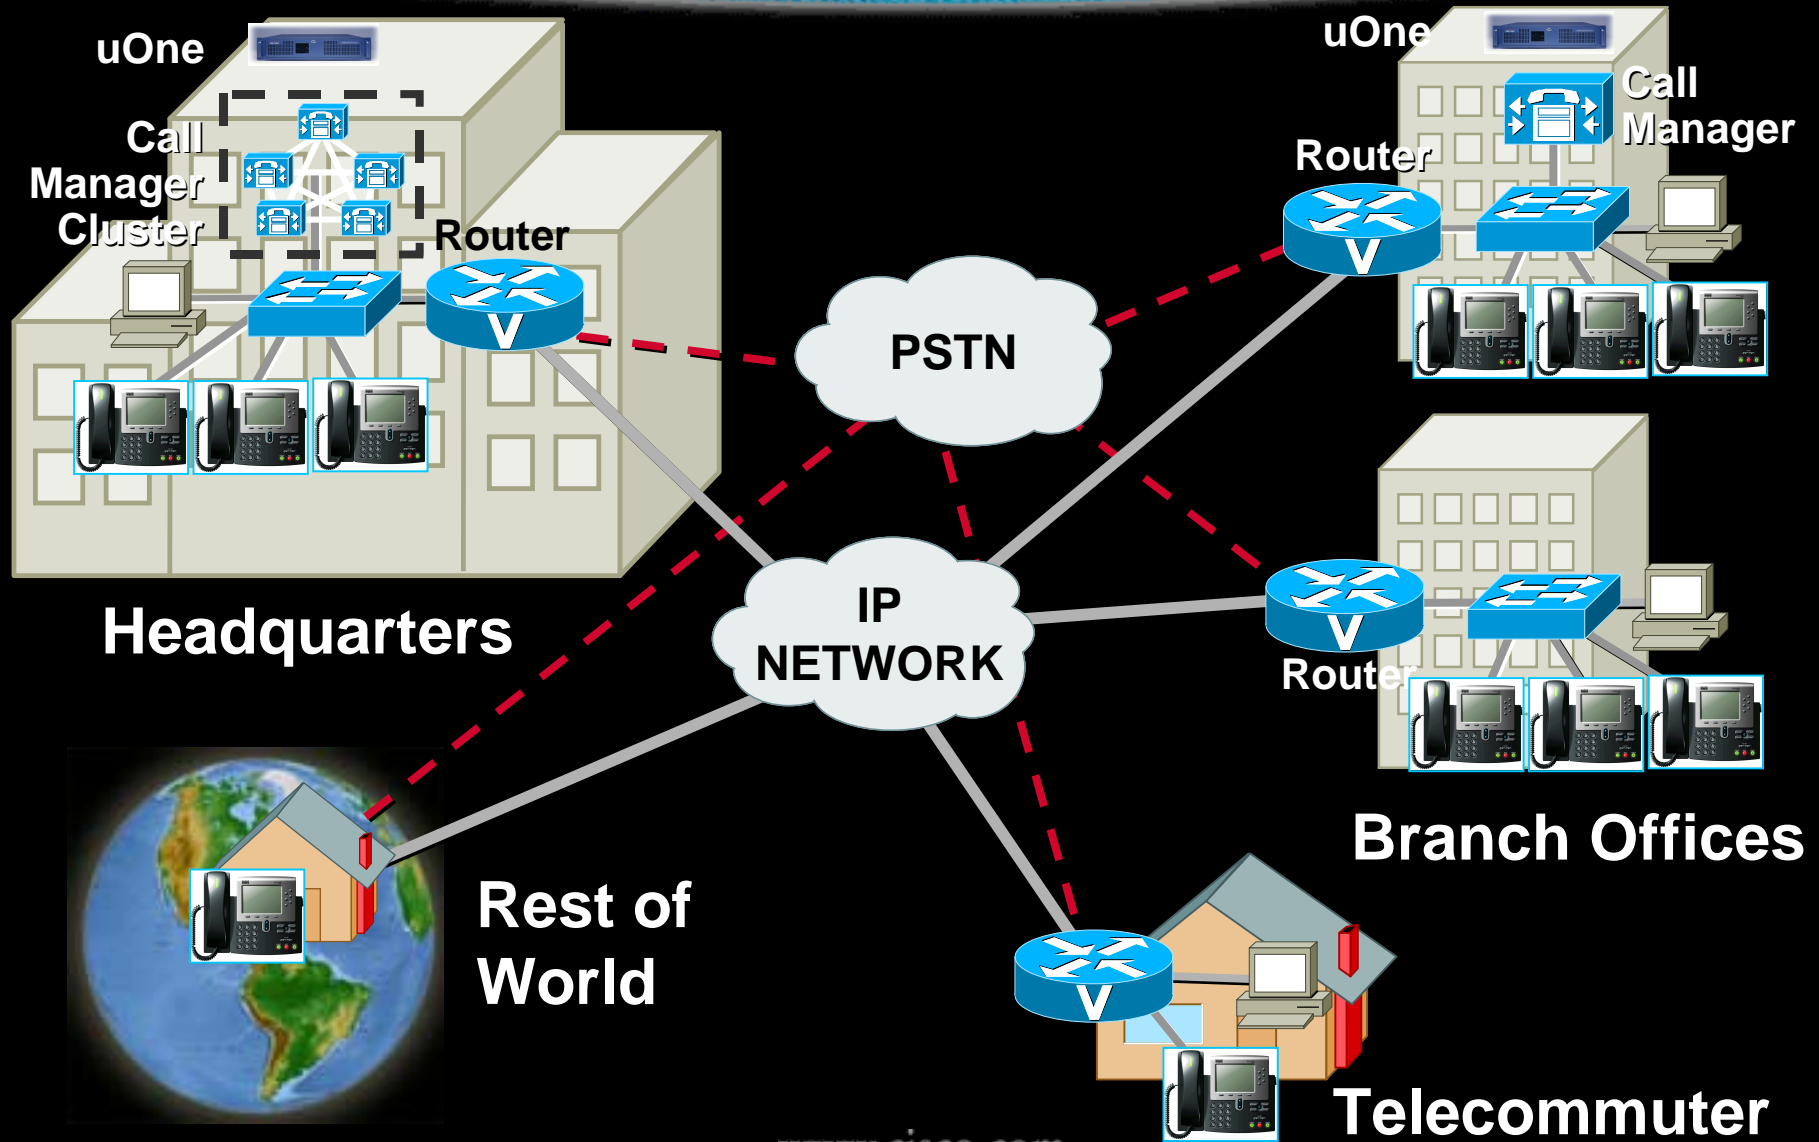 uOne
Call
Manager
Cluster
Router
V
Headquarters
PSTN
IP
NETWORK
uOne
Call
Manager
Router
V
V
Router
Branch Offices
Rest of
World
V
Telecommuter